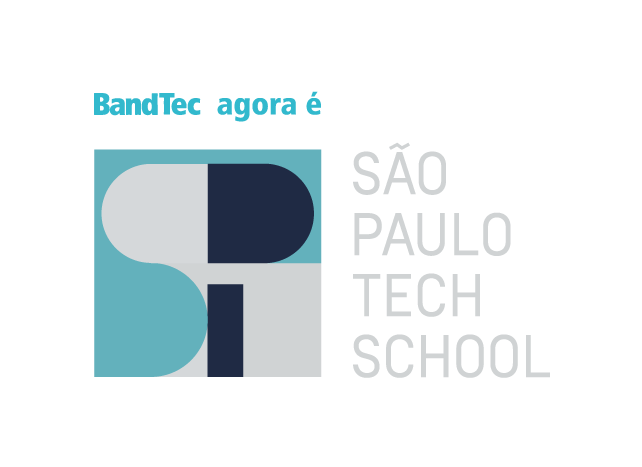 BandTec agora é
SÃO
PAULO
TECH
SCHOOL